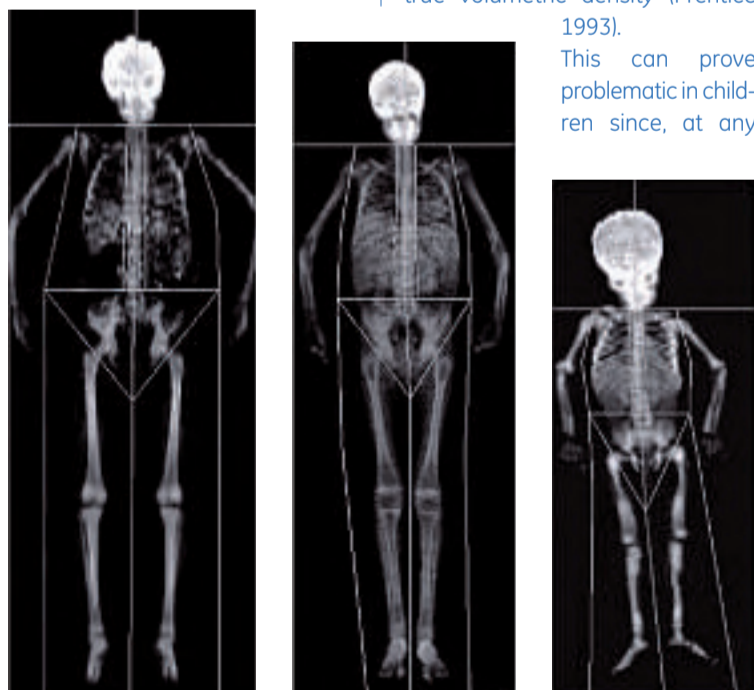 true volumetric density (Prentice
1993).
This can prove
problematic in child-
ren since, at any